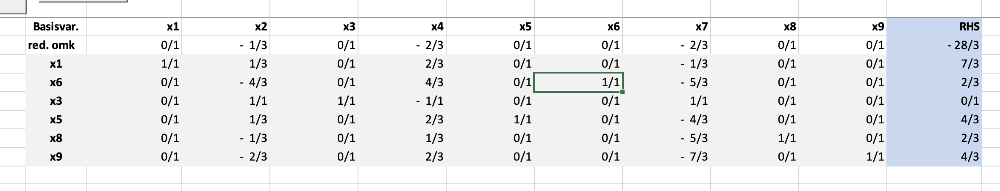 Basisvar. x1 x2 x3 x4 x5 x6 x7 x8 x9 RHS
red. omk 0/1 - 1/3 0/1 - 2/3 0/1 0/1 - 2/3 0/1 0/1 - 28/3
x1 1/1 1/3 0/1 2/3 0/1 0/1 - 1/3 0/1 0/1 7/3
x6 0/1 - 4/3 0/1 4/3 0/1 1/1 - 5/3 0/1 0/1 2/3
x3 0/1 1/1 1/1 - 1/1 0/1 0/1 1/1 0/1 0/1 0/1
x5 0/1 1/3 0/1 2/3 1/1 0/1 - 4/3 0/1 0/1 4/3
x8 0/1 - 1/3 0/1 1/3 0/1 0/1 - 5/3 1/1 0/1 2/3
x9 0/1 - 2/3 0/1 2/3 0/1 0/1 - 7/3 0/1 1/1 4/3